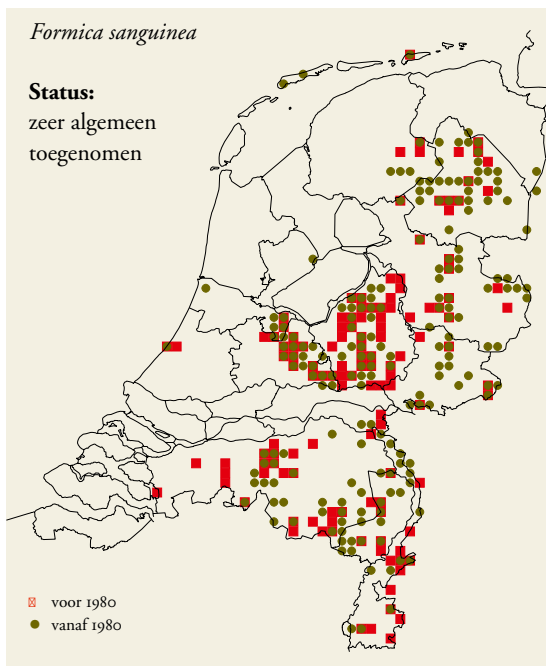 Formica sanguinea
Status:
zeer algemeen
toegenomen
voor 1980
vanaf 1980